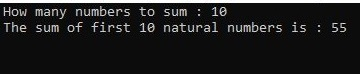 How many numbers to sum : 10
The sum of first 10 natural numbers is : 55